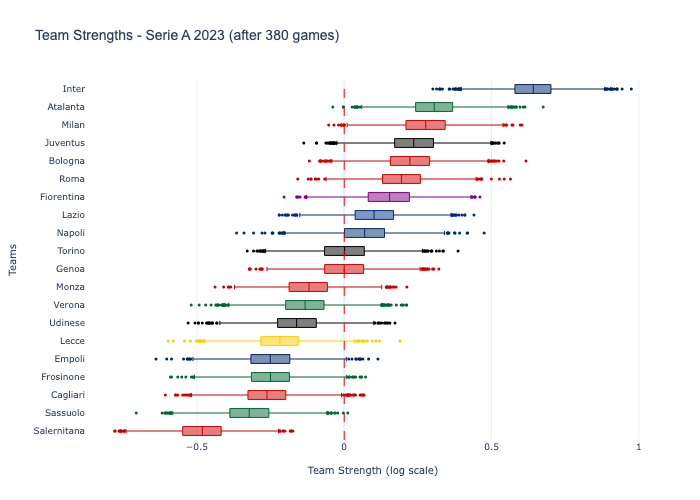 Team Strengths - Serie A 2023 (after 380 games)
Inter
Atalanta
Milan
Juventus
Bologna
Roma
Fiorentina
Lazio
Napoli
Torino
Genoa
Monza
Verona
Udinese
Lecce
Empoli
Frosinone
Cagliari
Sassuolo
Salernitana
Teams
−0.5 0 0.5 1
Team Strength (log scale)